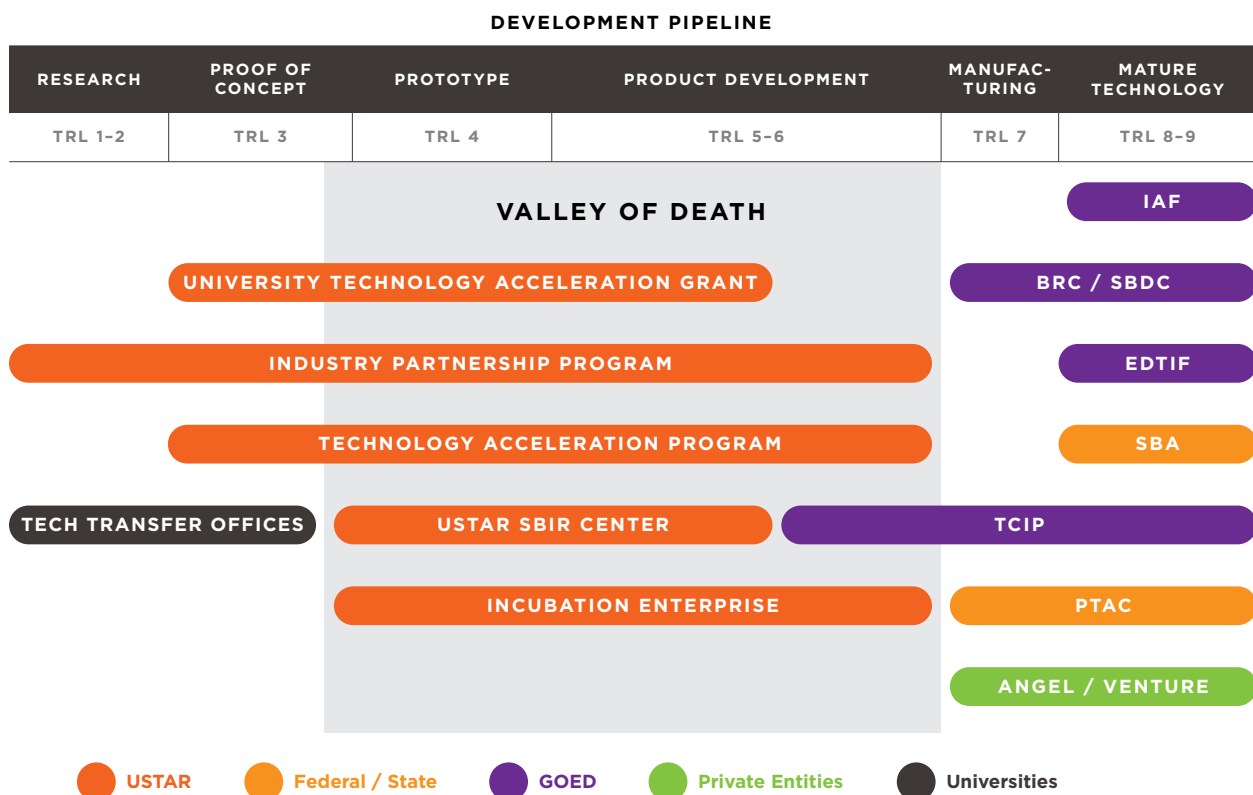 DEVELOPMENT PIPELINE
RESEARCH
PROOF OF
CONCEPT
PROTOTYPE
PRODUCT DEVELOPMENT
MANUFAC-
TURING
MATURE
TECHNOLOGY
TRL 1–2
TRL 3
TRL 4
TRL 5–6
TRL 7
TRL 8–9
VALLEY OF DEATH
IAF
UNIVERSITY TECHNOLOGY ACCELERATION GRANT
BRC / SBDC
INDUSTRY PARTNERSHIP PROGRAM
EDTIF
TECHNOLOGY ACCELERATION PROGRAM
SBA
TECH TRANSFER OFFICES
USTAR SBIR CENTER
TCIP
INCUBATION ENTERPRISE
PTAC
ANGEL / VENTURE
USTAR
Federal / State
GOED
Private Entities
Universities